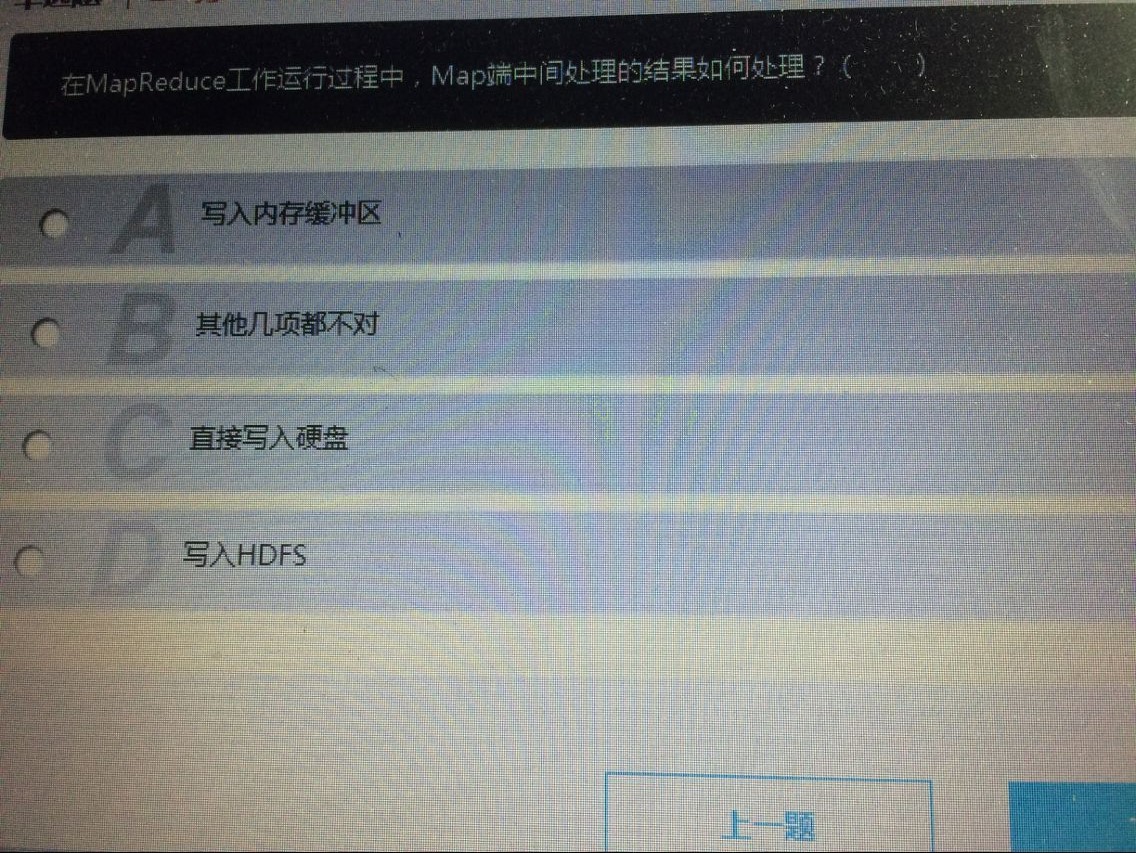 在MapReduce工作运行过程中，Map端中间处理的结果如何处理？（　　）
A 写入内存缓冲区
B 其他几项都不对
C 直接写入硬盘
D 写入HDFS
上一题